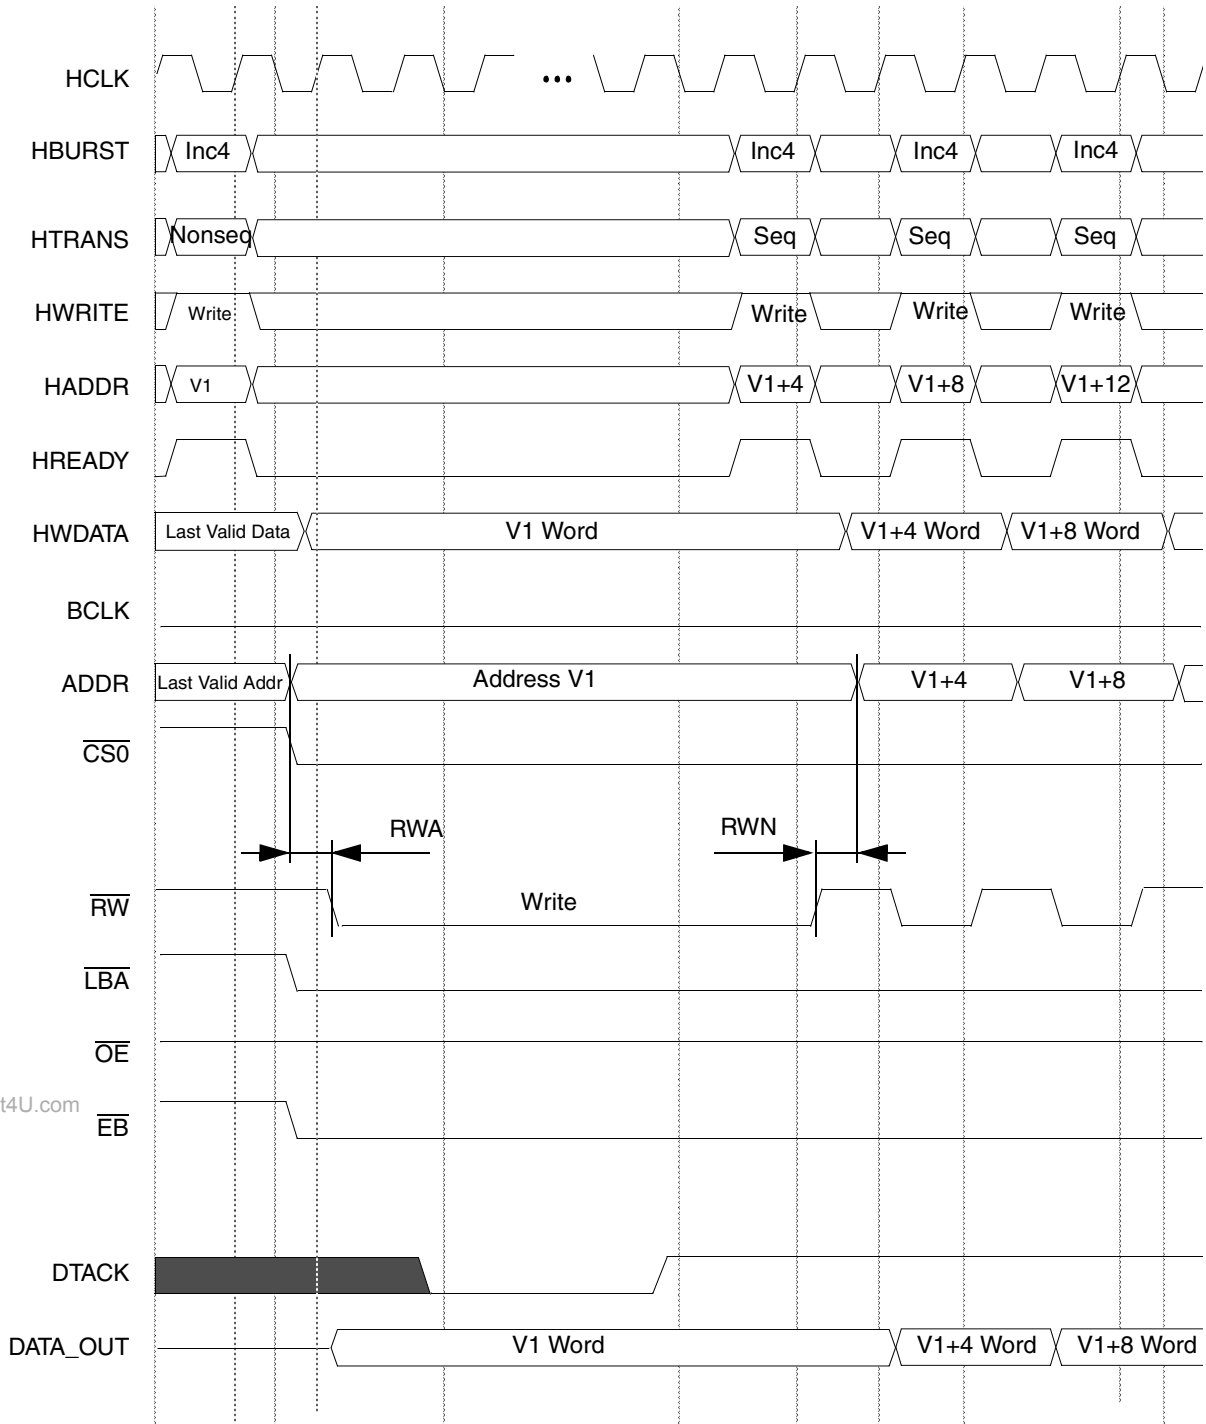 HCLK
HBURST Inc4 Inc4 Inc4 Inc4
HTRANS Nonseq Seq Seq Seq
HWRITE Write Write Write Write
HADDR V1 V1+4 V1+8 V1+12
HREADY
HWDATA Last Valid Data V1 Word V1+4 Word V1+8 Word
BCLK
ADDR Last Valid Addr Address V1 V1+4 V1+8
CS0
RWA RWN
RW Write
LBA
OE
t4U.com
EB
DTACK
DATA_OUT V1 Word V1+4 Word V1+8 Word